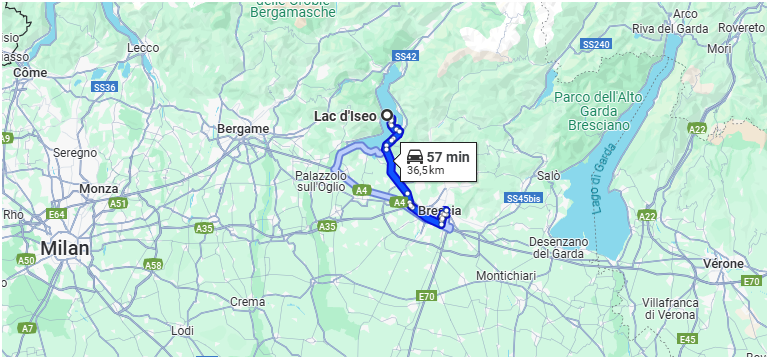 delle Orobie
Bergamasche
Arco
Riva del Garda
Rovereto
Mori
SS240
SS42
Lecco
Côme
SS36
A9
Parco dell'Alto
Garda
Bresciano
Lac d'Iseo
Bergame
A22
Seregno
57 min
36,5 km
Palazzolo
sull'Oglio
Salò
Lago di Garda
Monza
A4
SS45bis
Rho
E64
A51
A4
Brescia
A22
A35
A35
Milan
A50
A58
Desenzano
del Garda
Vérone
Montichiari
E70
E70
Crema
Villafranca
di Verona
Lodi
A7
E45